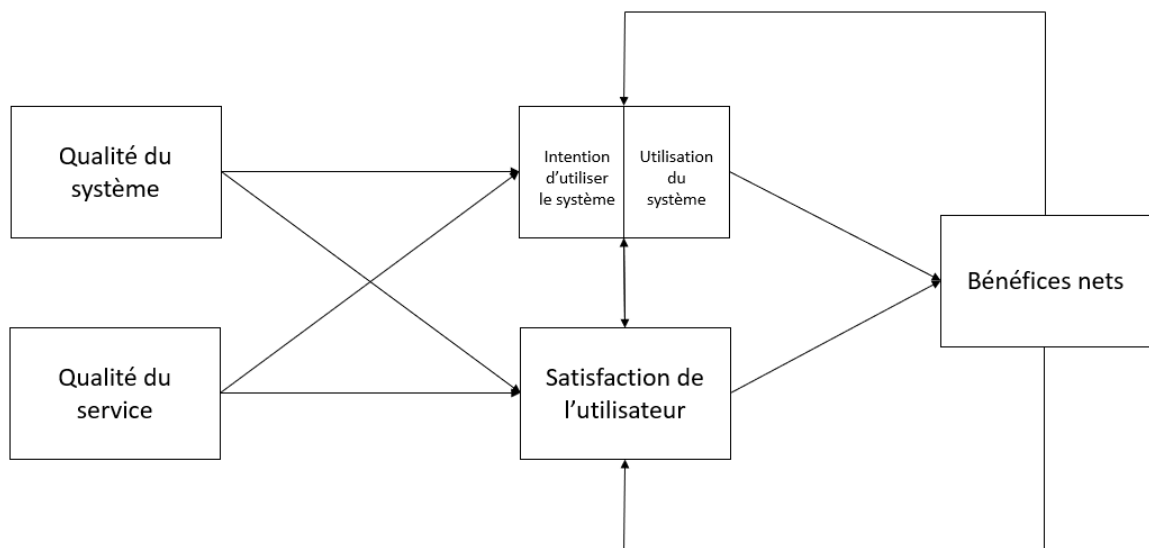 Qualité du
système
Intention
d’utiliser
le système
Utilisation
du
système
Bénéfices nets
Qualité du
service
Satisfaction de
l’utilisateur